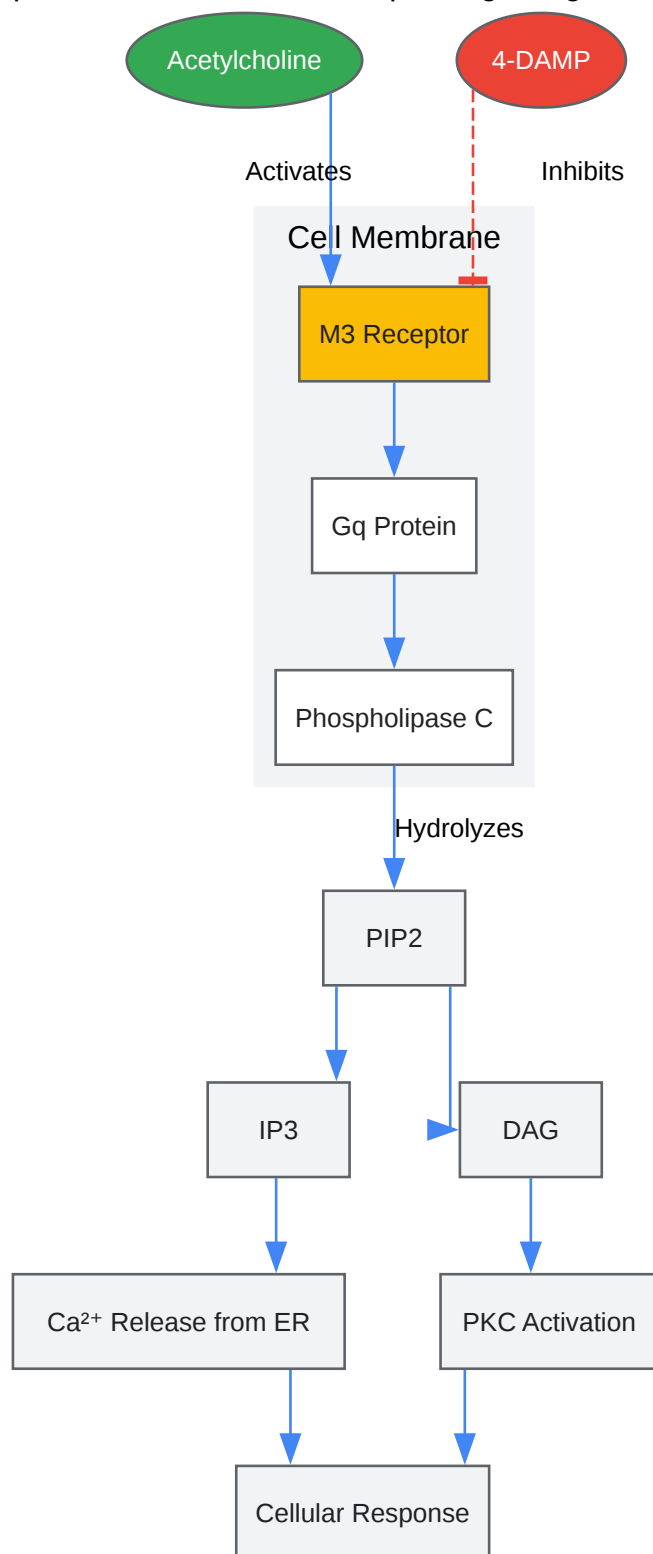 Acetylcholine
4-DAMP
Activates
Inhibits
Cell Membrane
M3 Receptor
Gq Protein
Phospholipase C
Hydrolyzes
PIP2
IP3
DAG
Ca²⁺ Release from ER
PKC Activation
Cellular Response